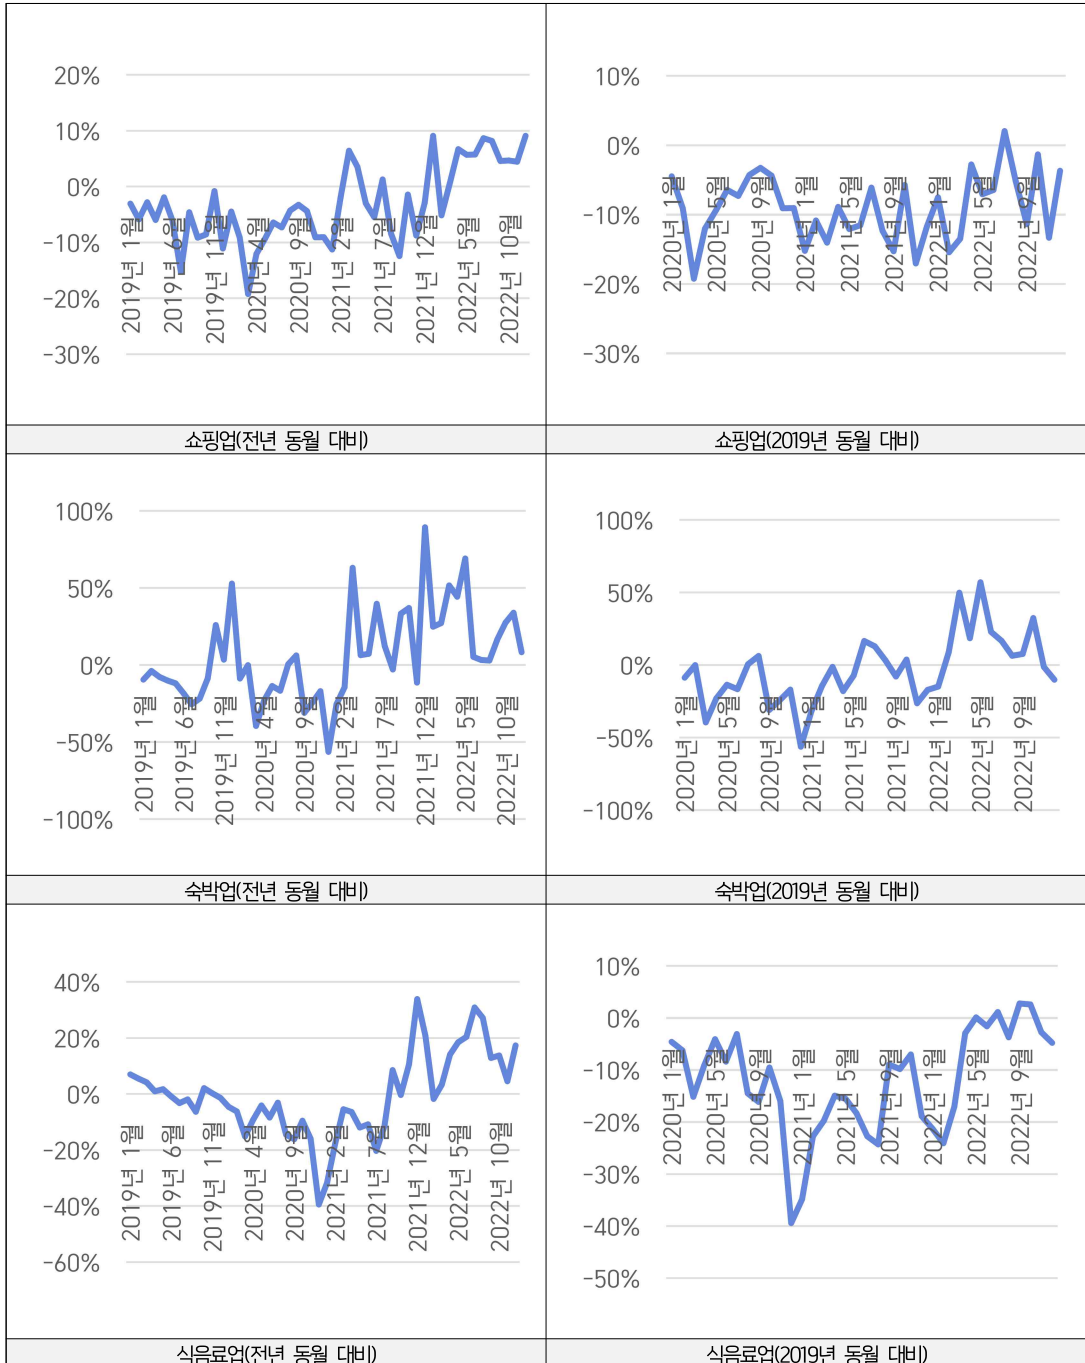 20%
10%
0%
-10%
-20%
-30%
2019년 1월
2019년 6월
2019년 11월
2020년 4월
2020년 9월
2021년 2월
2021년 7월
2021년 12월
2022년 5월
2022년 10월
10%
0%
-10%
-20%
-30%
2020년 1월
2020년 5월
2020년 9월
2021년 1월
2021년 5월
2021년 9월
2022년 1월
2022년 5월
2022년 9월
쇼핑업(전년 동월 대비)
쇼핑업(2019년 동월 대비)
100%
50%
0%
-50%
-100%
2019년 1월
2019년 6월
2019년 11월
2020년 4월
2020년 9월
2021년 2월
2021년 7월
2021년 12월
2022년 5월
2022년 10월
100%
50%
0%
-50%
-100%
2020년 1월
2020년 5월
2020년 9월
2021년 1월
2021년 5월
2021년 9월
2022년 1월
2022년 5월
2022년 9월
숙박업(전년 동월 대비)
숙박업(2019년 동월 대비)
40%
20%
0%
-20%
-40%
-60%
2019년 1월
2019년 6월
2019년 11월
2020년 4월
2020년 9월
2021년 2월
2021년 7월
2021년 12월
2022년 5월
2022년 10월
10%
0%
-10%
-20%
-30%
-40%
-50%
2020년 1월
2020년 5월
2020년 9월
2021년 1월
2021년 5월
2021년 9월
2022년 1월
2022년 5월
2022년 9월
식음료업(전년 동월 대비)
식음료업(2019년 동월 대비)